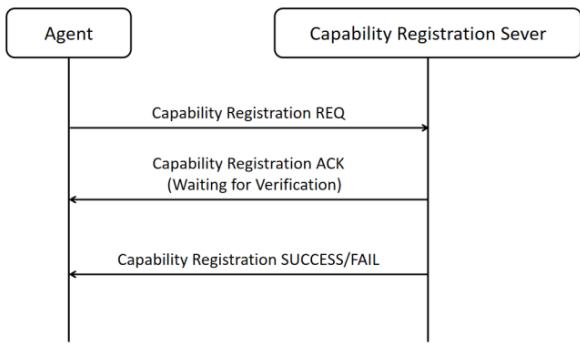 Agent
Capability Registration Sever
Capability Registration REQ
Capability Registration ACK
(Waiting for Verification)
Capability Registration SUCCESS/FAIL